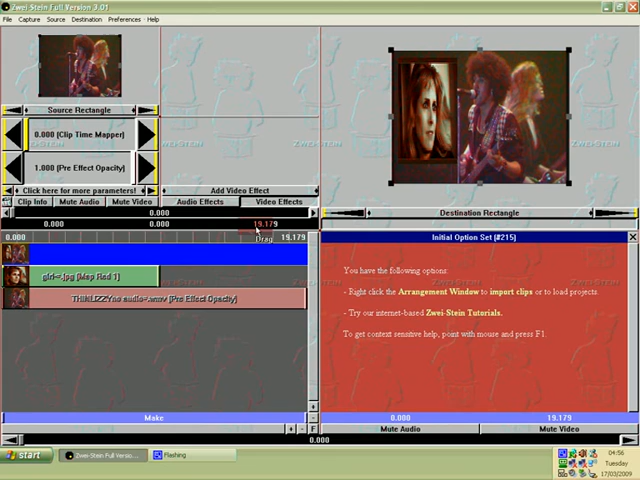 Zwei-Stein Full Version 3.01
File Capture Source Destination Preferences Help
Source Rectangle
0.000 (Clip Time Mapper)
1.000 [Pre Effect Opacity]
Click here for more parameters!
Add Video Effect
Clip Info Mute Audio Mute Video Audio Effects Video Effects
0.000
0.000 0.000 19.179
Drag
0.000 19.179
girl-=.jpg [Map Red 1]
[Pre Effect Opacity]
Make
F
Destination Rectangle
Initial Option Set [#215]
You have the following options:
- Right click the Arrangement Window to import clips or to load projects.
- Try our internet-based Zwei-Stein Tutorials.
To get context sensitive help, point with mouse and press F1.
0.000 19.179
Mute Audio Mute Video
0.000
start Zwei-Stein Full Versio... Flashing
04:56
Tuesday
17/03/2009